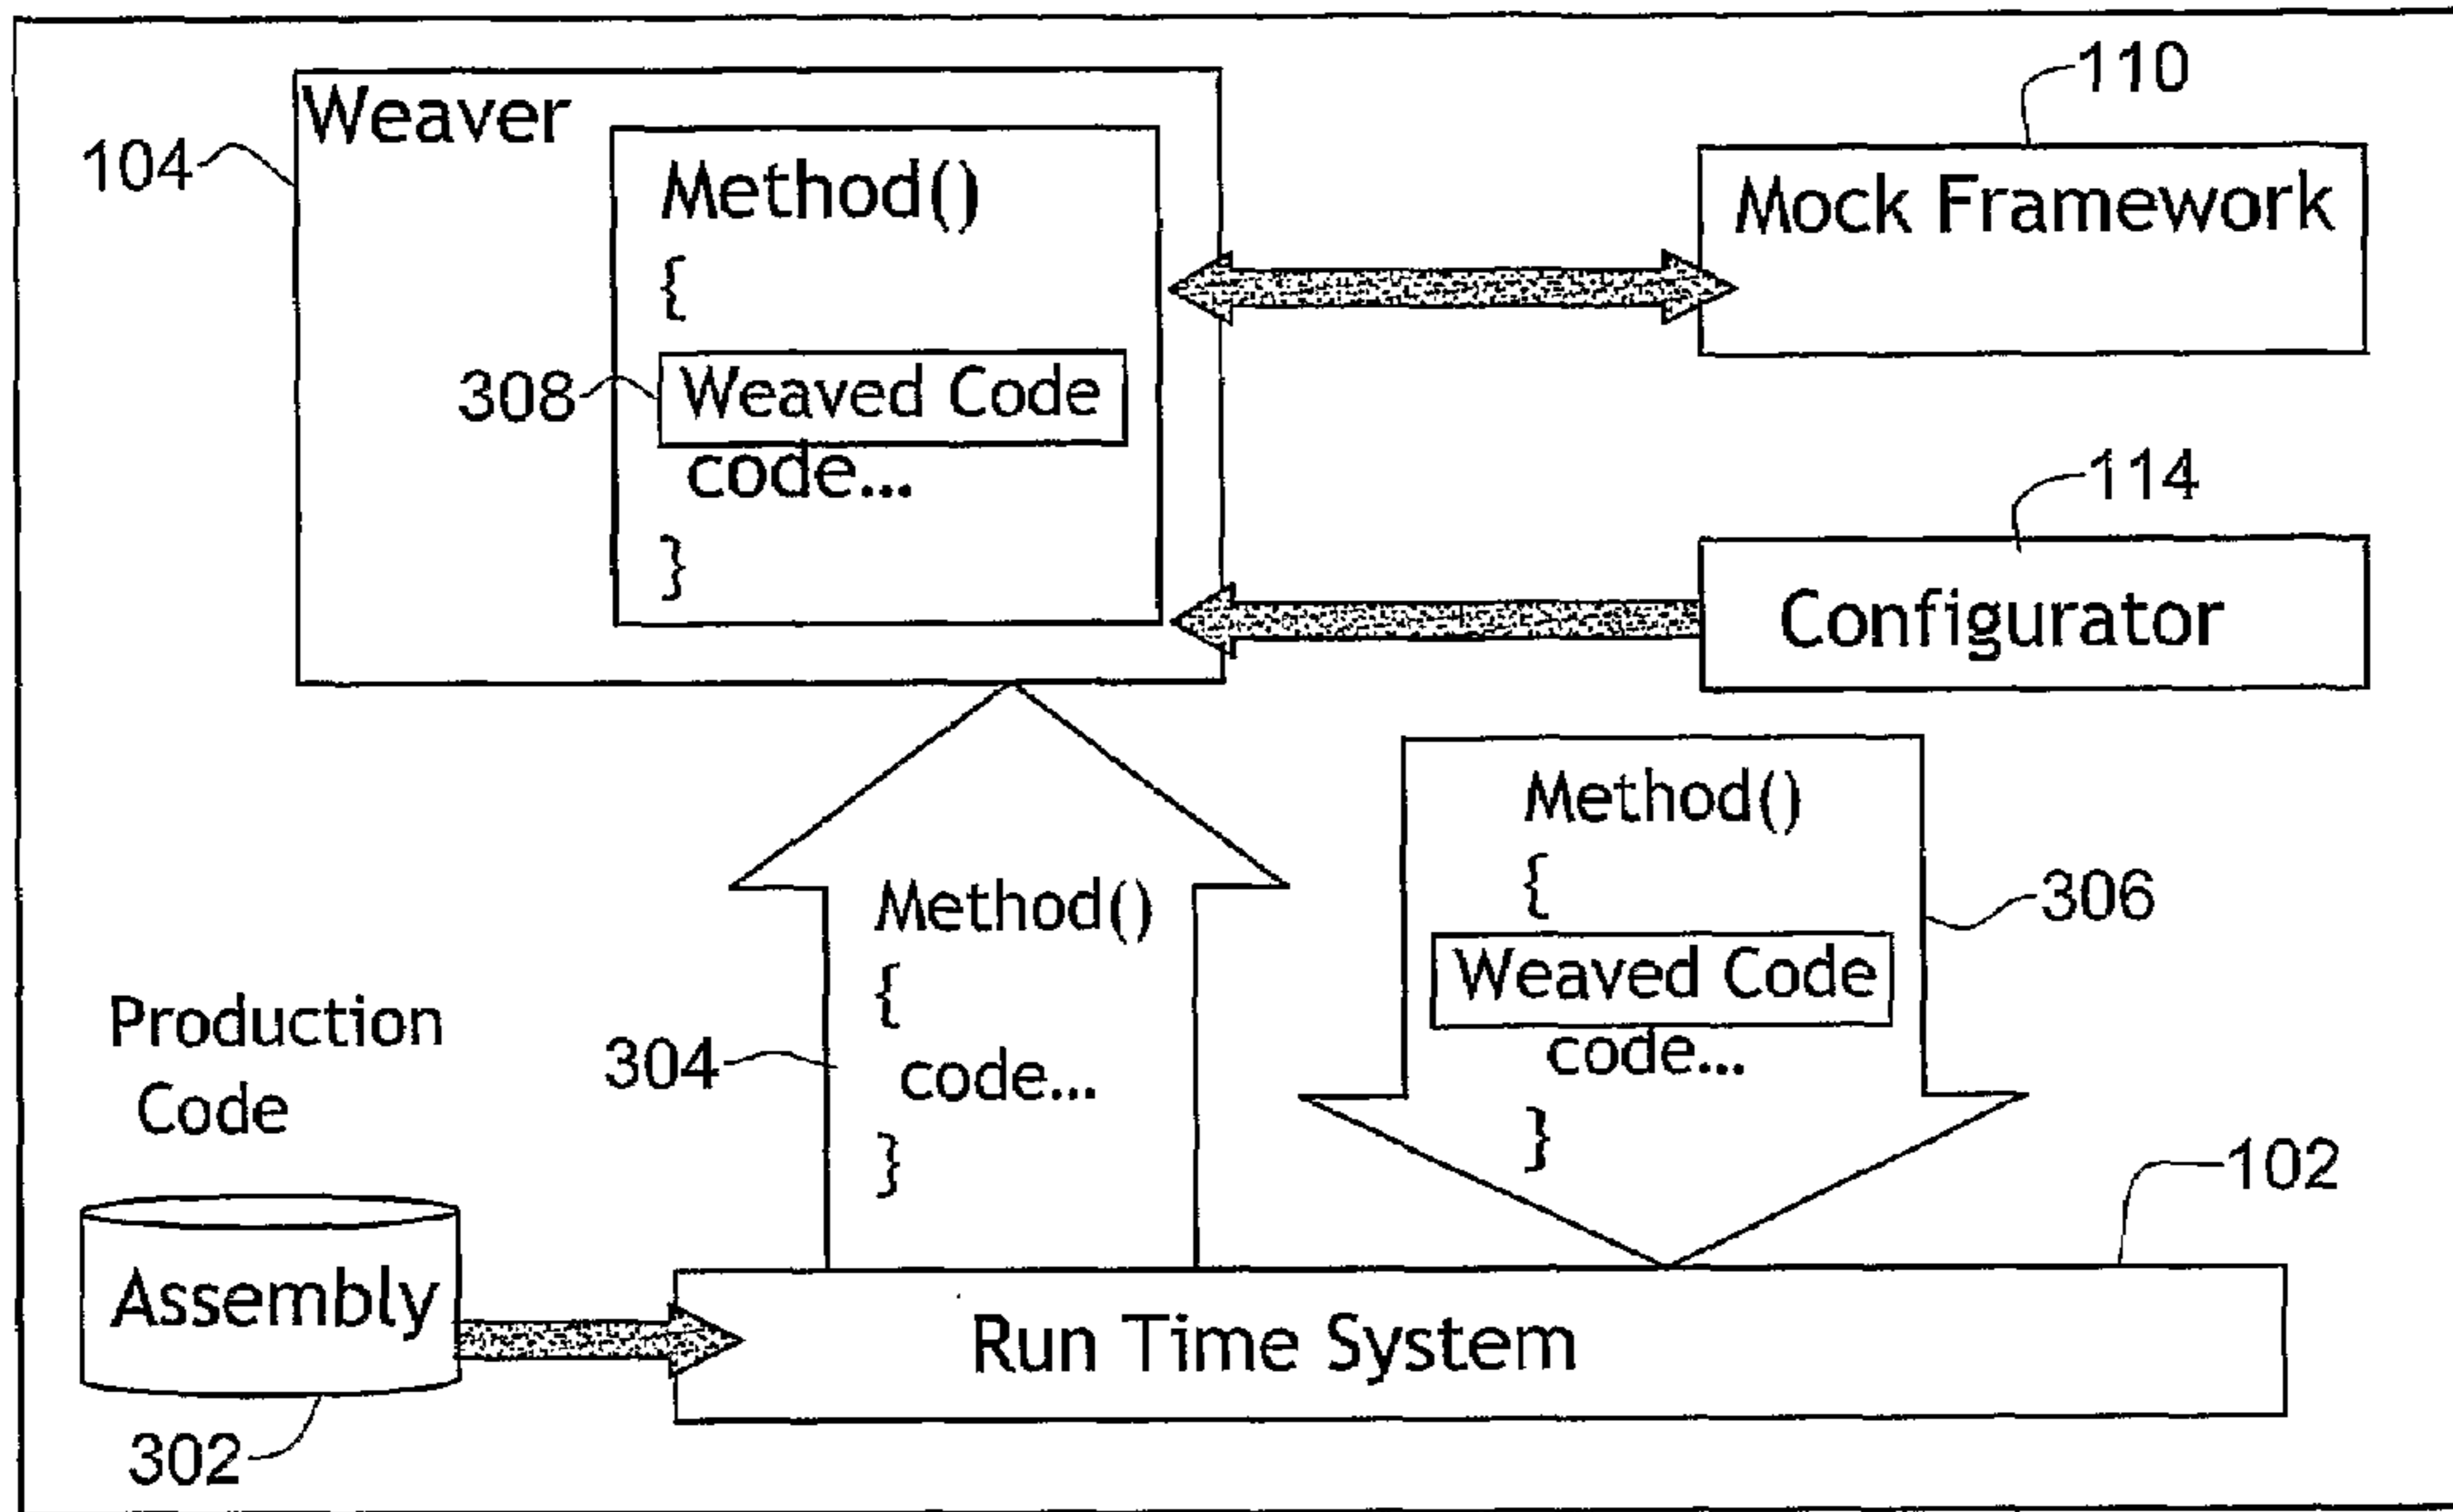 110
Weaver
104
Method()
Mock Framework
{
308
Weaved Code
code...
114
}
Configurator
Method()
{
306
Weaved Code
code...
}
Method()
{
304
code...
}
Production
Code
102
Assembly
Run Time System
302